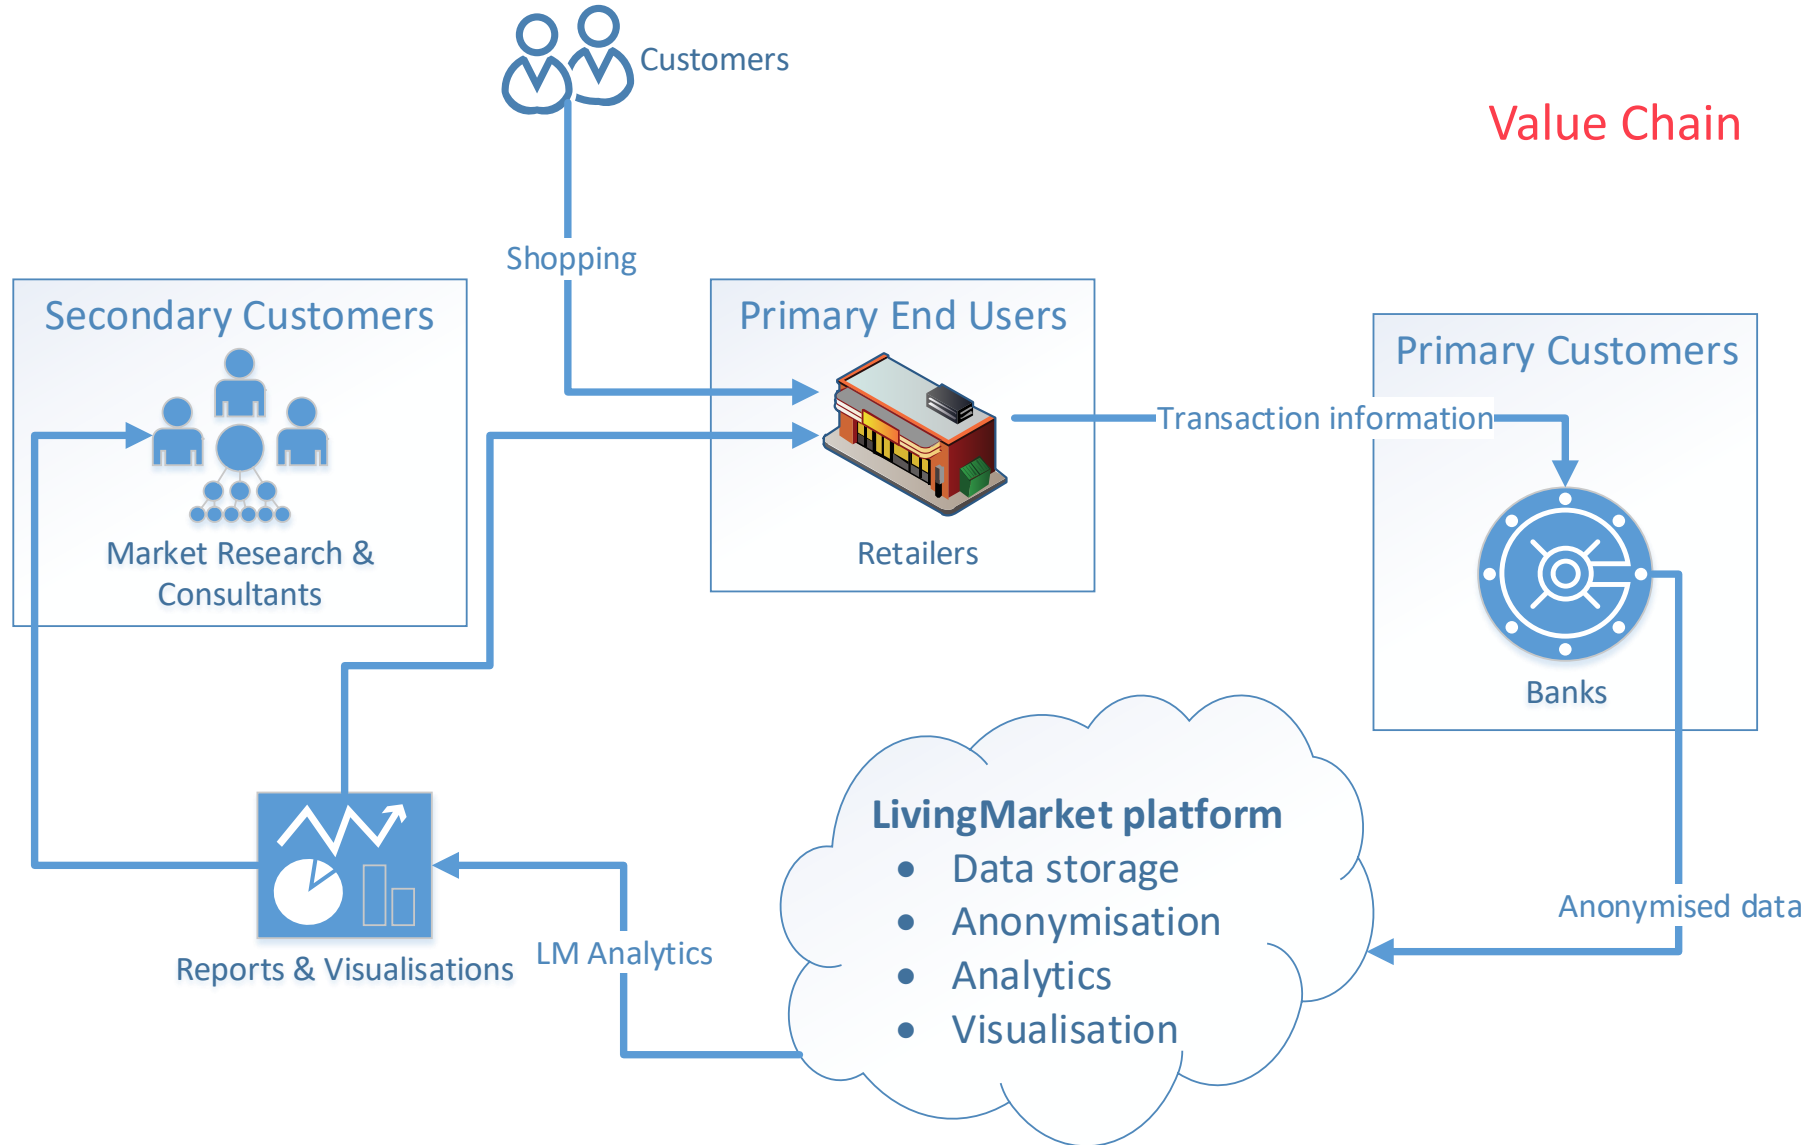 Customers
Value Chain
Shopping
Secondary Customers
Market Research &
Consultants
Primary End Users
Retailers
Transaction information
Primary Customers
Banks
Anonymised data
LivingMarket platform
• Data storage
• Anonymisation
• Analytics
• Visualisation
LM Analytics
Reports & Visualisations